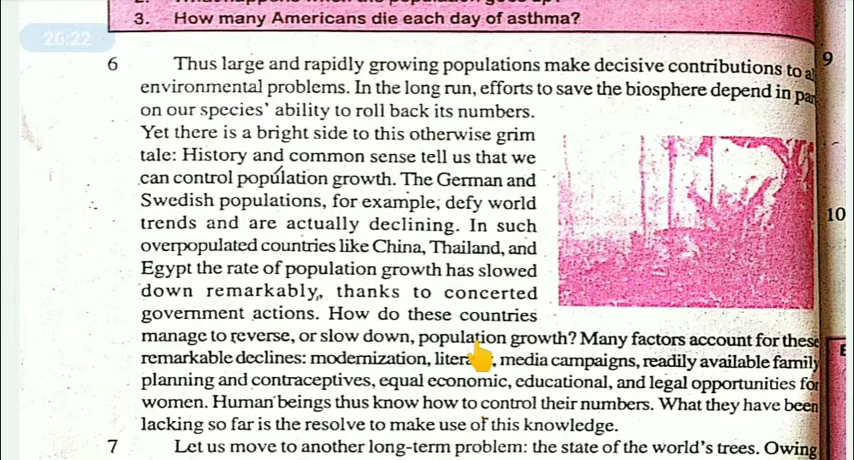 3. How many Americans die each day of asthma?
26:22
9
6 Thus large and rapidly growing populations make decisive contributions to
environmental problems. In the long run, efforts to save the biosphere depend in
on our species' ability to roll back its numbers.
Yet there is a bright side to this otherwise grim
tale: History and common sense tell us that we
can control population growth. The German and
Swedish populations, for example, defy world
trends and are actually declining. In such
overpopulated countries like China, Thailand, and
Egypt the rate of population growth has slowed
down remarkably, thanks to concerted
government actions. How do these countries
manage to reverse, or slow down, population growth? Many factors account for these
remarkable declines: modernization, media campaigns, readily available family
planning and contraceptives, equal economic, educational, and legal opportunities for
women. Human beings thus know how to control their numbers. What they have been
lacking so far is the resolve to make use of this knowledge.
7 Let us move to another long-term problem: the state of the world's trees. Owing
10